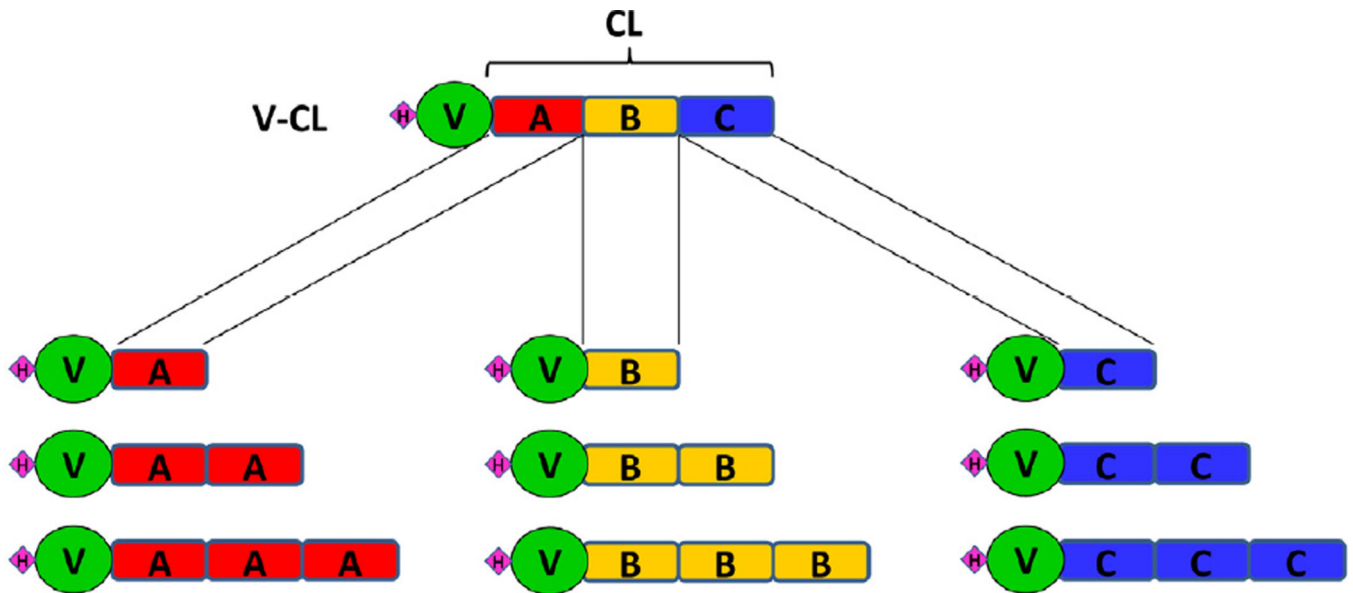 CL
V-CL H V A B C
H V A H V B H V C
H V A A H V B B H V C C
H V A A A H V B B B H V C C C